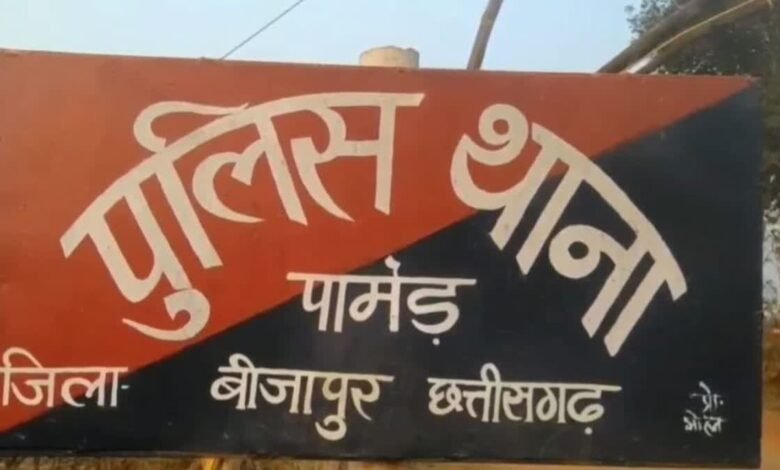 पुलिस थाना
पामेड़
जिला- बीजापुर छत्तीसगढ़
प्रो-